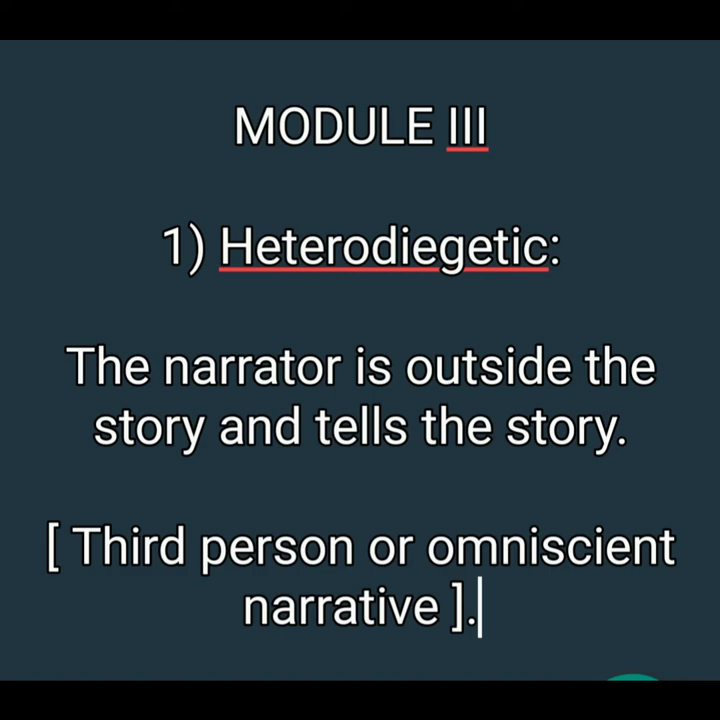 MODULE III
1) Heterodiegetic:
The narrator is outside the
story and tells the story.
[ Third person or omniscient
narrative ].